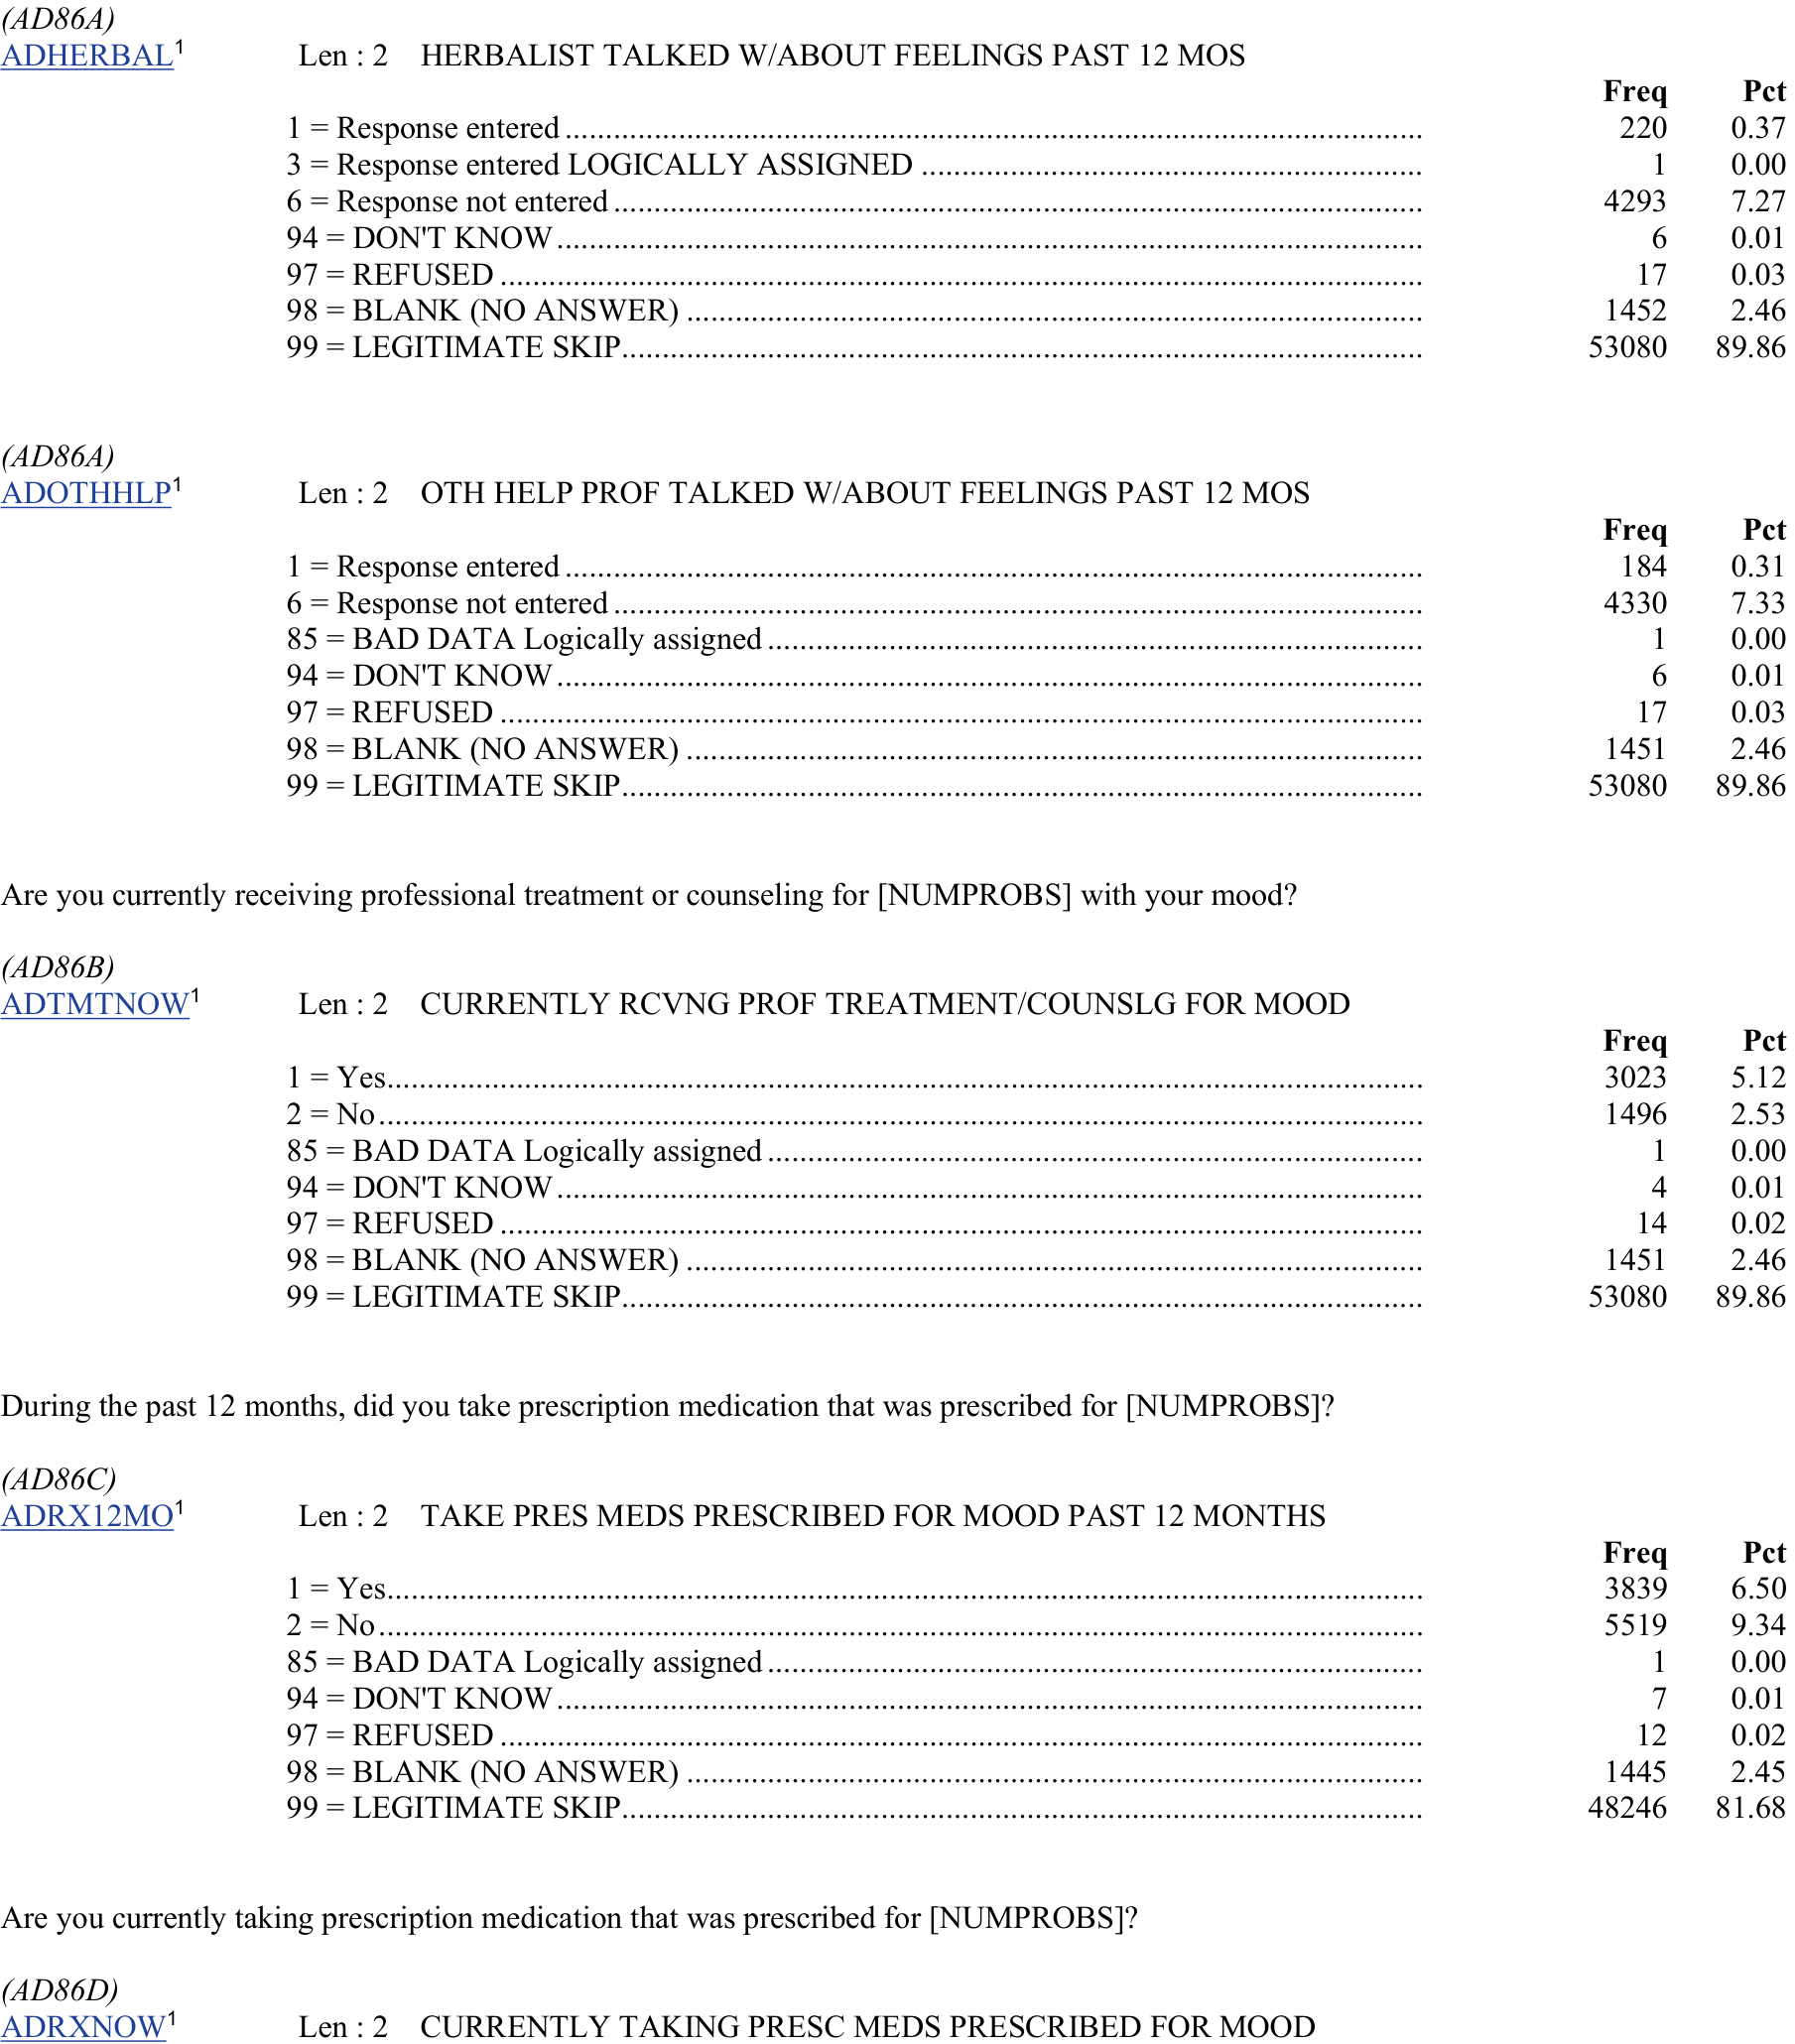 (AD86A)
ADHERBAL1 Len : 2 HERBALIST TALKED W/ABOUT FEELINGS PAST 12 MOS
Freq Pct
1 = Response entered 220 0.37
3 = Response entered LOGICALLY ASSIGNED 1 0.00
6 = Response not entered 4293 7.27
94 = DON'T KNOW 6 0.01
97 = REFUSED 17 0.03
98 = BLANK (NO ANSWER) 1452 2.46
99 = LEGITIMATE SKIP 53080 89.86
(AD86A)
ADOTHHLP1 Len : 2 OTH HELP PROF TALKED W/ABOUT FEELINGS PAST 12 MOS
Freq Pct
1 = Response entered 184 0.31
6 = Response not entered 4330 7.33
85 = BAD DATA Logically assigned 1 0.00
94 = DON'T KNOW 6 0.01
97 = REFUSED 17 0.03
98 = BLANK (NO ANSWER) 1451 2.46
99 = LEGITIMATE SKIP 53080 89.86
Are you currently receiving professional treatment or counseling for [NUMPROBS] with your mood?
(AD86B)
ADTMTNOW1 Len : 2 CURRENTLY RCVNG PROF TREATMENT/COUNSLG FOR MOOD
Freq Pct
1 = Yes 3023 5.12
2 = No 1496 2.53
85 = BAD DATA Logically assigned 1 0.00
94 = DON'T KNOW 4 0.01
97 = REFUSED 14 0.02
98 = BLANK (NO ANSWER) 1451 2.46
99 = LEGITIMATE SKIP 53080 89.86
During the past 12 months, did you take prescription medication that was prescribed for [NUMPROBS]?
(AD86C)
ADRX12MO1 Len : 2 TAKE PRES MEDS PRESCRIBED FOR MOOD PAST 12 MONTHS
Freq Pct
1 = Yes 3839 6.50
2 = No 5519 9.34
85 = BAD DATA Logically assigned 1 0.00
94 = DON'T KNOW 7 0.01
97 = REFUSED 12 0.02
98 = BLANK (NO ANSWER) 1445 2.45
99 = LEGITIMATE SKIP 48246 81.68
Are you currently taking prescription medication that was prescribed for [NUMPROBS]?
(AD86D)
ADRXNOW1 Len : 2 CURRENTLY TAKING PRESC MEDS PRESCRIBED FOR MOOD